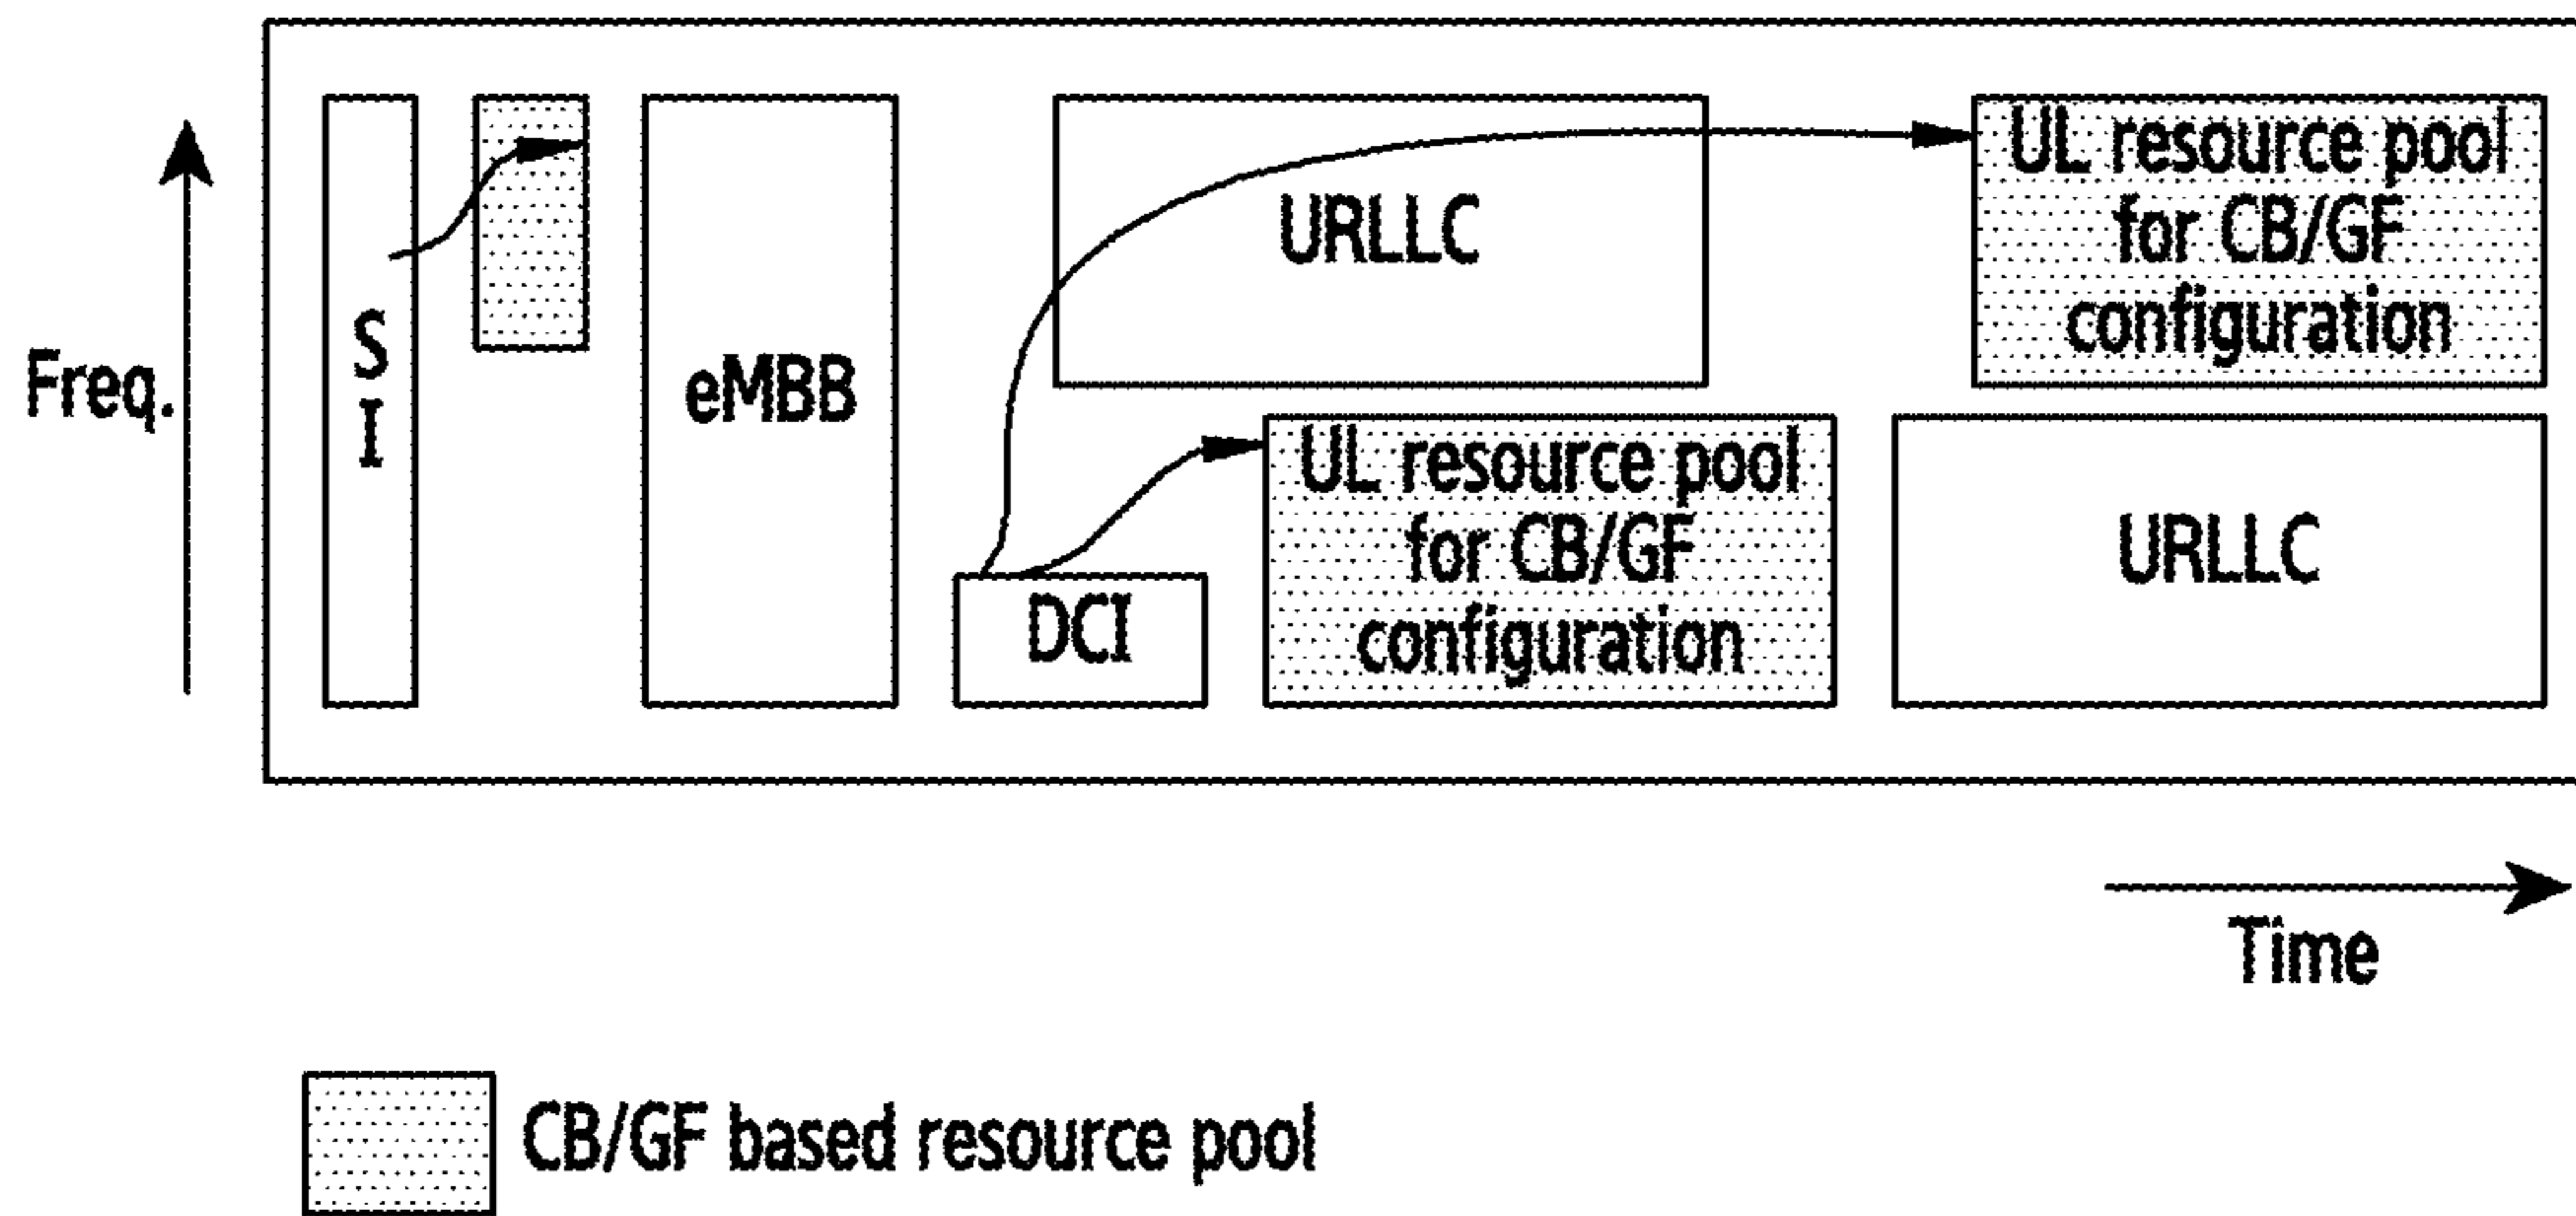 Freq.
S
I
eMBB
URLLC
UL resource pool
for CB/GF
configuration
DCI
UL resource pool
for CB/GF
configuration
URLLC
Time
CB/GF based resource pool